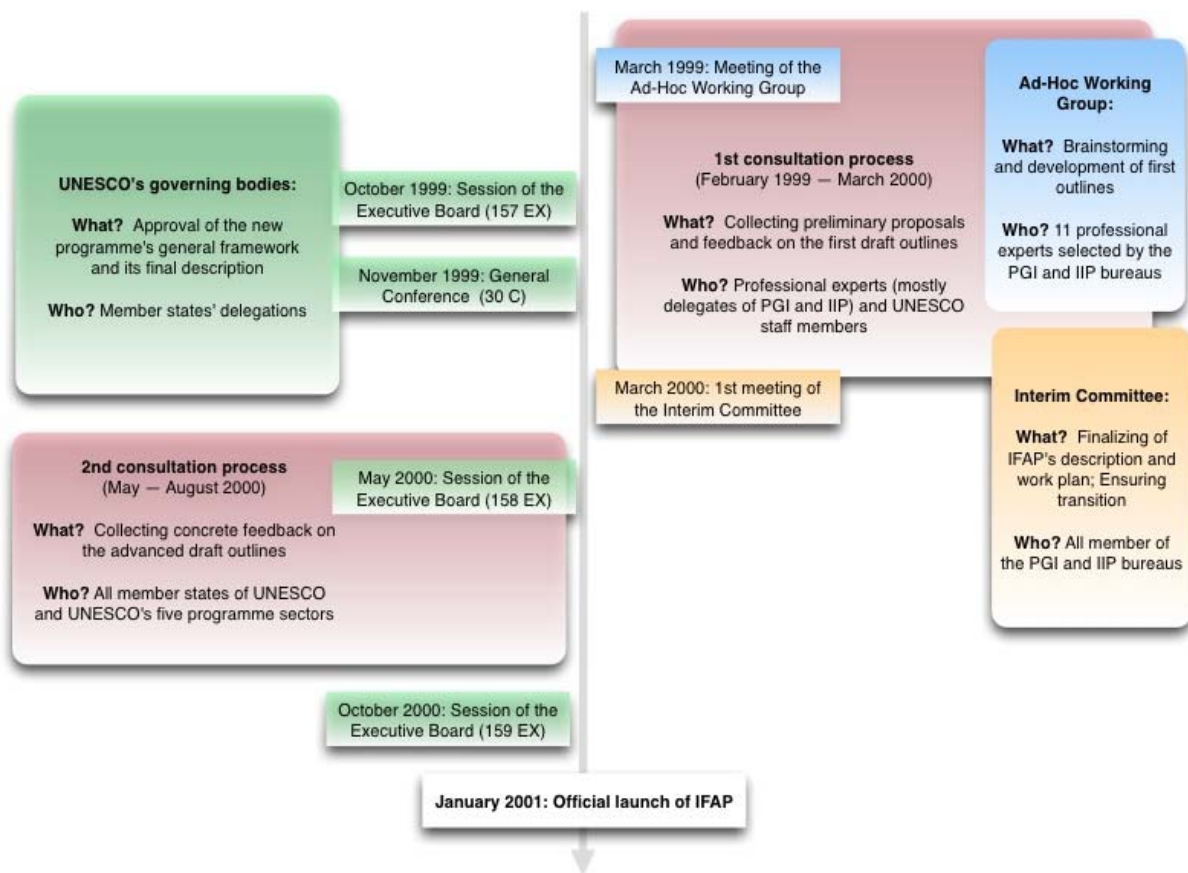 March 1999: Meeting of the
Ad-Hoc Working Group
Ad-Hoc Working
Group:
What? Brainstorming
and development of first
outlines
Who? 11 professional
experts selected by the
PGI and IIP bureaus
1st consultation process
(February 1999 — March 2000)
What? Collecting preliminary proposals
and feedback on the first draft outlines
Who? Professional experts (mostly
delegates of PGI and IIP) and UNESCO
staff members
UNESCO's governing bodies:
What? Approval of the new
programme's general framework
and its final description
Who? Member states' delegations
October 1999: Session of the
Executive Board (157 EX)
November 1999: General
Conference (30 C)
March 2000: 1st meeting of
the Interim Committee
Interim Committee:
What? Finalizing of
IFAP's description and
work plan; Ensuring
transition
Who? All member of
the PGI and IIP bureaus
2nd consultation process
(May — August 2000)
What? Collecting concrete feedback on
the advanced draft outlines
Who? All member states of UNESCO
and UNESCO's five programme sectors
May 2000: Session of the
Executive Board (158 EX)
October 2000: Session of the
Executive Board (159 EX)
January 2001: Official launch of IFAP